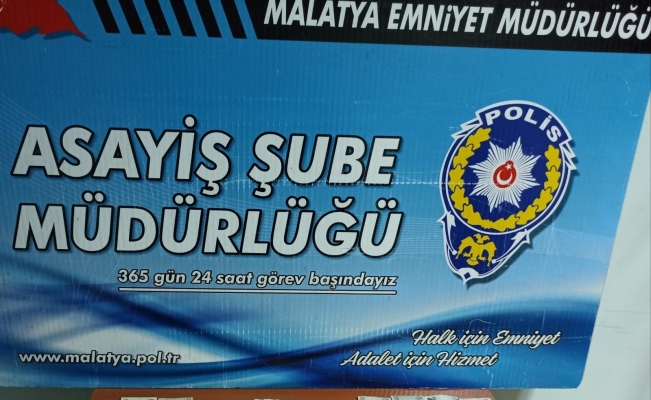 MALATYA EMNİYET MÜDÜRLÜĞÜ
POLİS
ASAYİŞ ŞUBE
MÜDÜRLÜĞÜ
365 gün 24 saat görev başındayız
Halk için Emniyet
Adalet için Hizmet
www.malatya.pol.tr